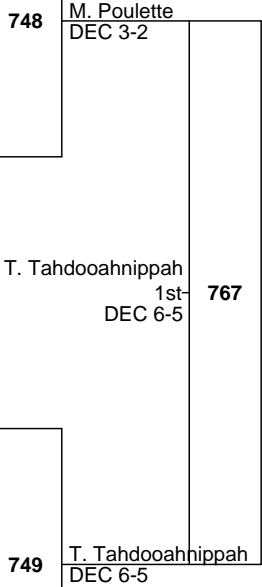 748
M. Poulette
DEC 3-2
T. Tahdooahnippah
1st
DEC 6-5
767
749
T. Tahdooahnippah
DEC 6-5